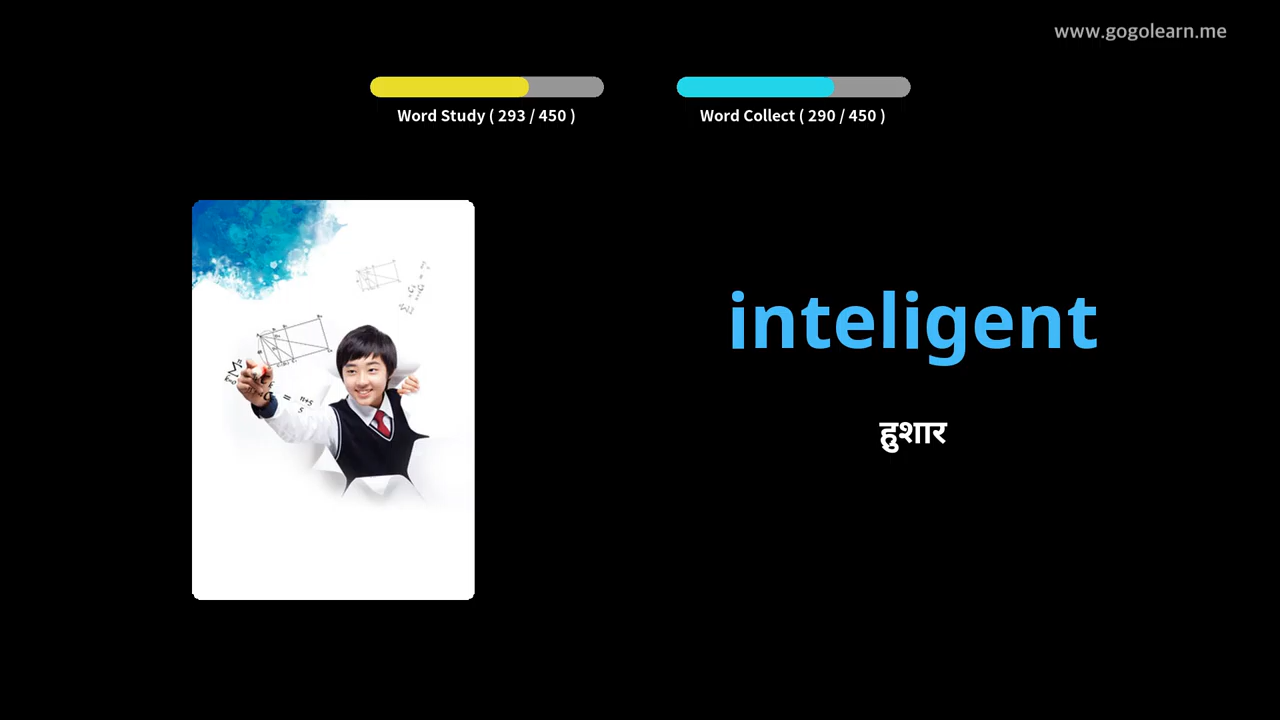 www.gogolearn.me
Word Study ( 293 / 450 )
Word Collect ( 290 / 450 )
inteligent
हुशार